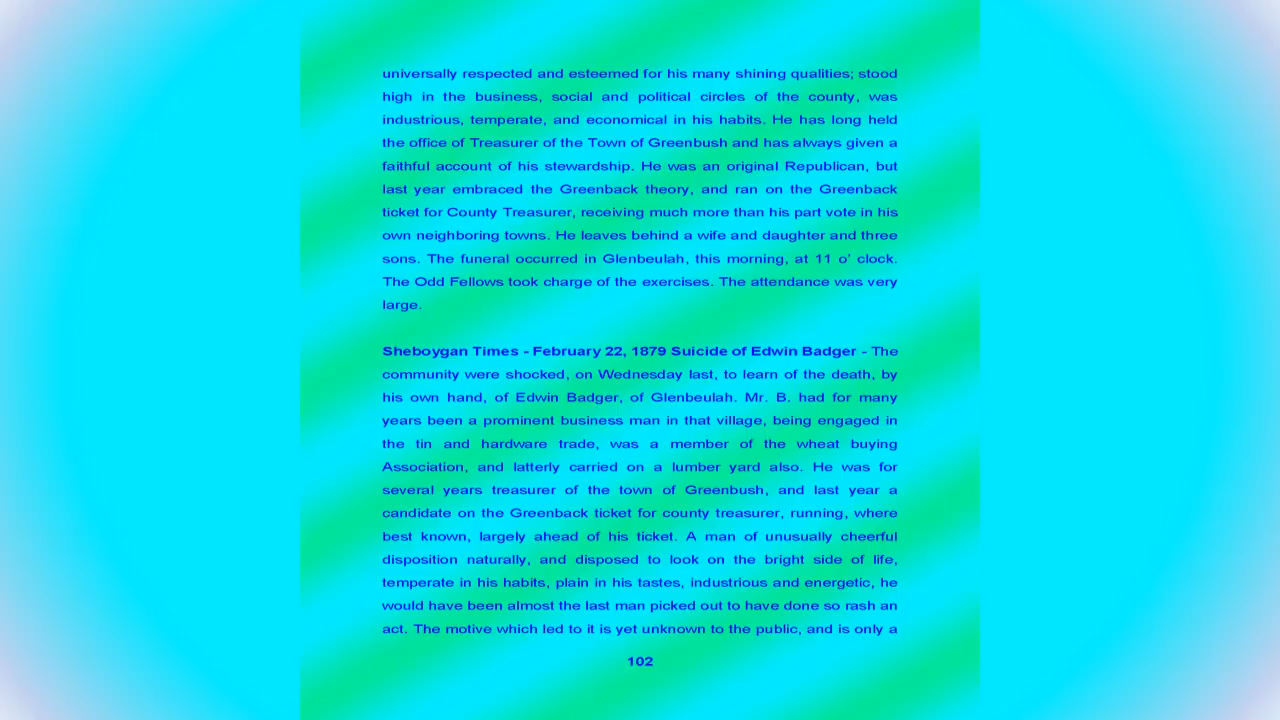 universally respected and esteemed for his many shining qualities; stood
high in the business, social and political circles of the county, was
industrious, temperate, and economical in his habits. He has long held
the office of Treasurer of the Town of Greenbush and has always given a
faithful account of his stewardship. He was an original Republican, but
last year embraced the Greenback theory, and ran on the Greenback
ticket for County Treasurer, receiving much more than his part vote in his
own neighboring towns. He leaves behind a wife and daughter and three
sons. The funeral occurred in Glenbeulah, this morning, at 11 o' clock.
The Odd Fellows took charge of the exercises. The attendance was very
large.
Sheboygan Times - February 22, 1879 Suicide of Edwin Badger - The
community were shocked, on Wednesday last, to learn of the death, by
his own hand, of Edwin Badger, of Glenbeulah. Mr. B. had for many
years been a prominent business man in that village, being engaged in
the tin and hardware trade, was a member of the wheat buying
Association, and latterly carried on a lumber yard also. He was for
several years treasurer of the town of Greenbush, and last year a
candidate on the Greenback ticket for county treasurer, running, where
best known, largely ahead of his ticket. A man of unusually cheerful
disposition naturally, and disposed to look on the bright side of life,
temperate in his habits, plain in his tastes, industrious and energetic, he
would have been almost the last man picked out to have done so rash an
act. The motive which led to it is yet unknown to the public, and is only a
102